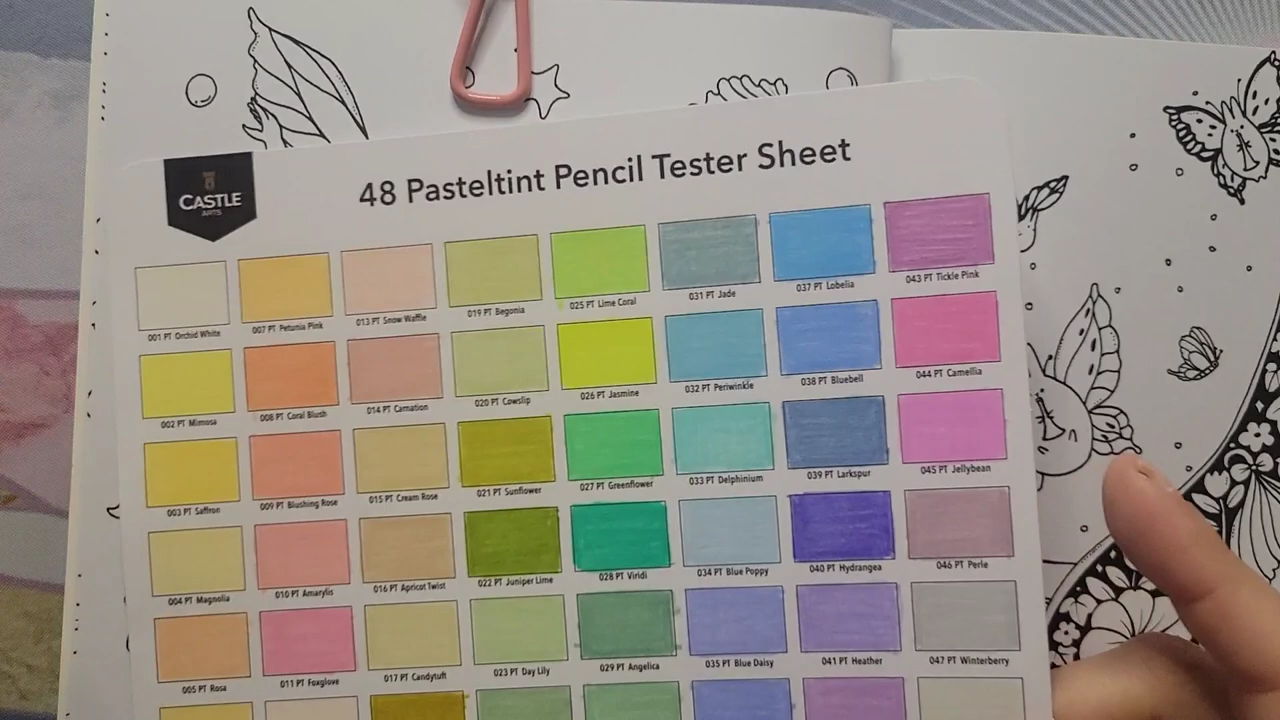 CASTLE
ARTS
48 Pasteltint Pencil Tester Sheet
001 PT Orchid White
007 PT Petunia Pink
013 PT Snow Waffle
019 PT Begonia
025 PT Lime Coral
031 PT Jade
037 PT Lobelia
043 PT Tickle Pink
002 PT Mimosa
008 PT Coral Blush
014 PT Carnation
020 PT Cowslip
026 PT Jasmine
032 PT Periwinkle
038 PT Bluebell
044 PT Camellia
003 PT Saffron
009 PT Blushing Rose
015 PT Cream Rose
021 PT Sunflower
027 PT Greenflower
033 PT Delphinium
039 PT Larkspur
045 PT Jellybean
004 PT Magnolia
010 PT Amarylis
016 PT Apricot Twist
022 PT Juniper Lime
028 PT Viridi
034 PT Blue Poppy
040 PT Hydrangea
046 PT Perle
005 PT Rosa
011 PT Foxglove
017 PT Candytuft
023 PT Day Lily
029 PT Angelica
035 PT Blue Daisy
041 PT Heather
047 PT Winterberry